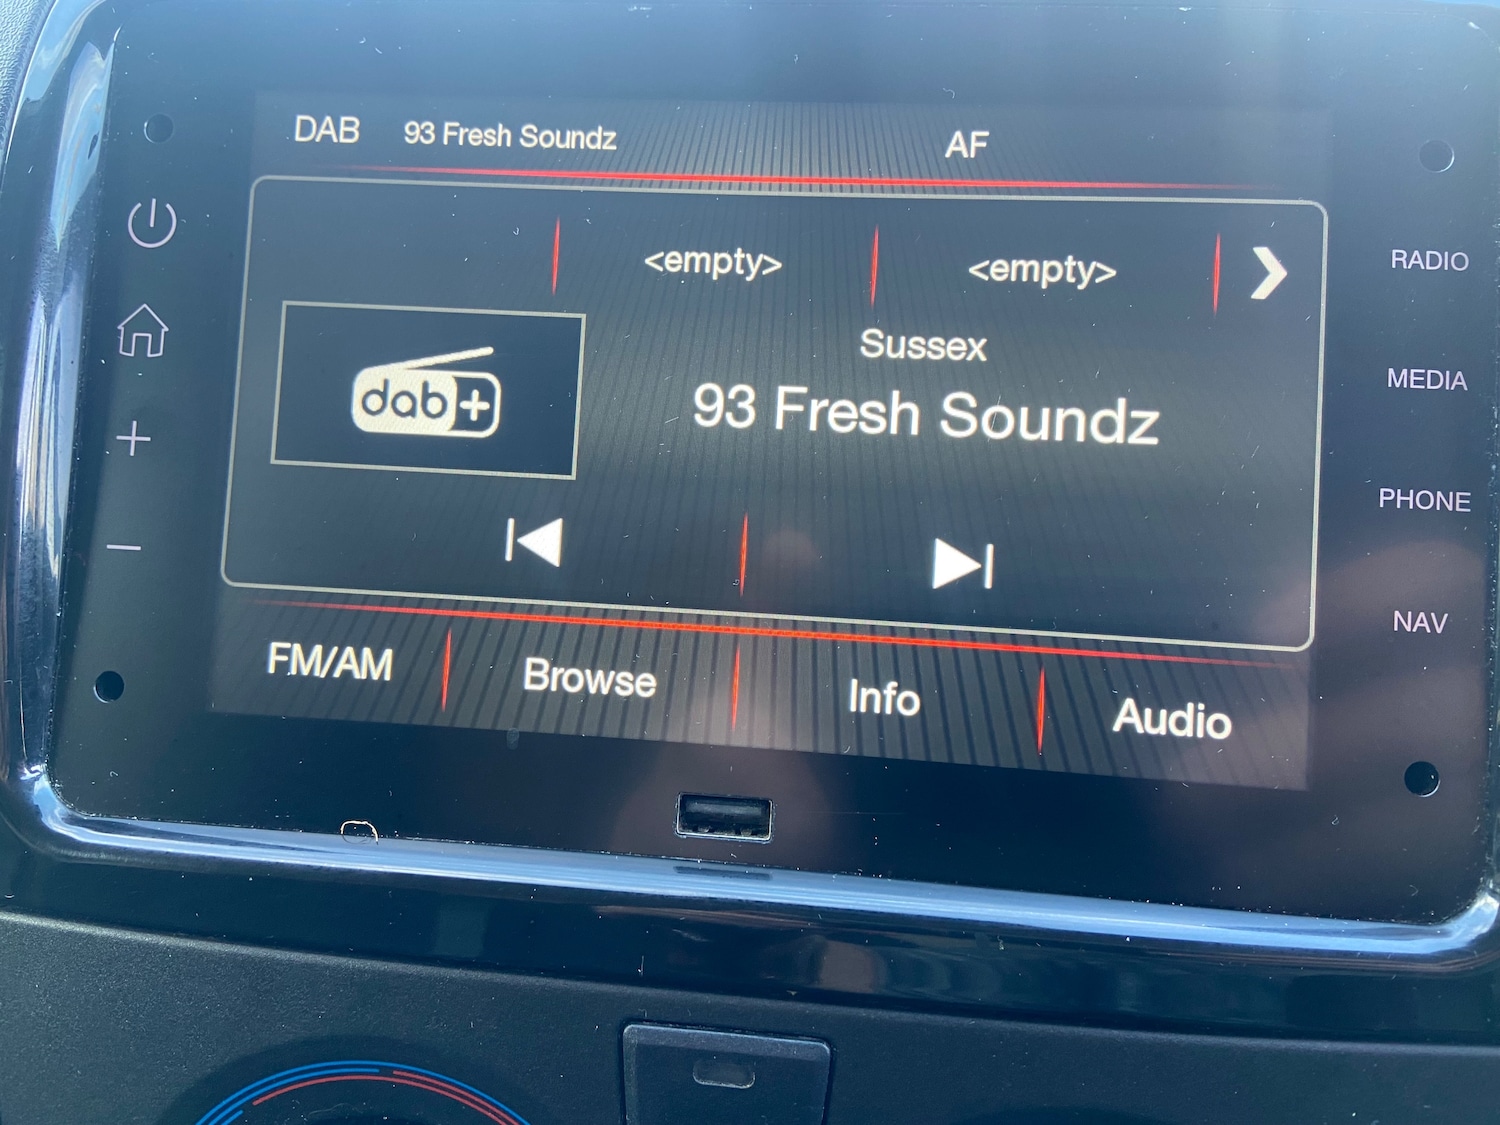 DAB 93 Fresh Soundz AF
<empty> <empty>
Sussex
93 Fresh Soundz
dab+
FM/AM Browse Info Audio
RADIO
MEDIA
PHONE
NAV